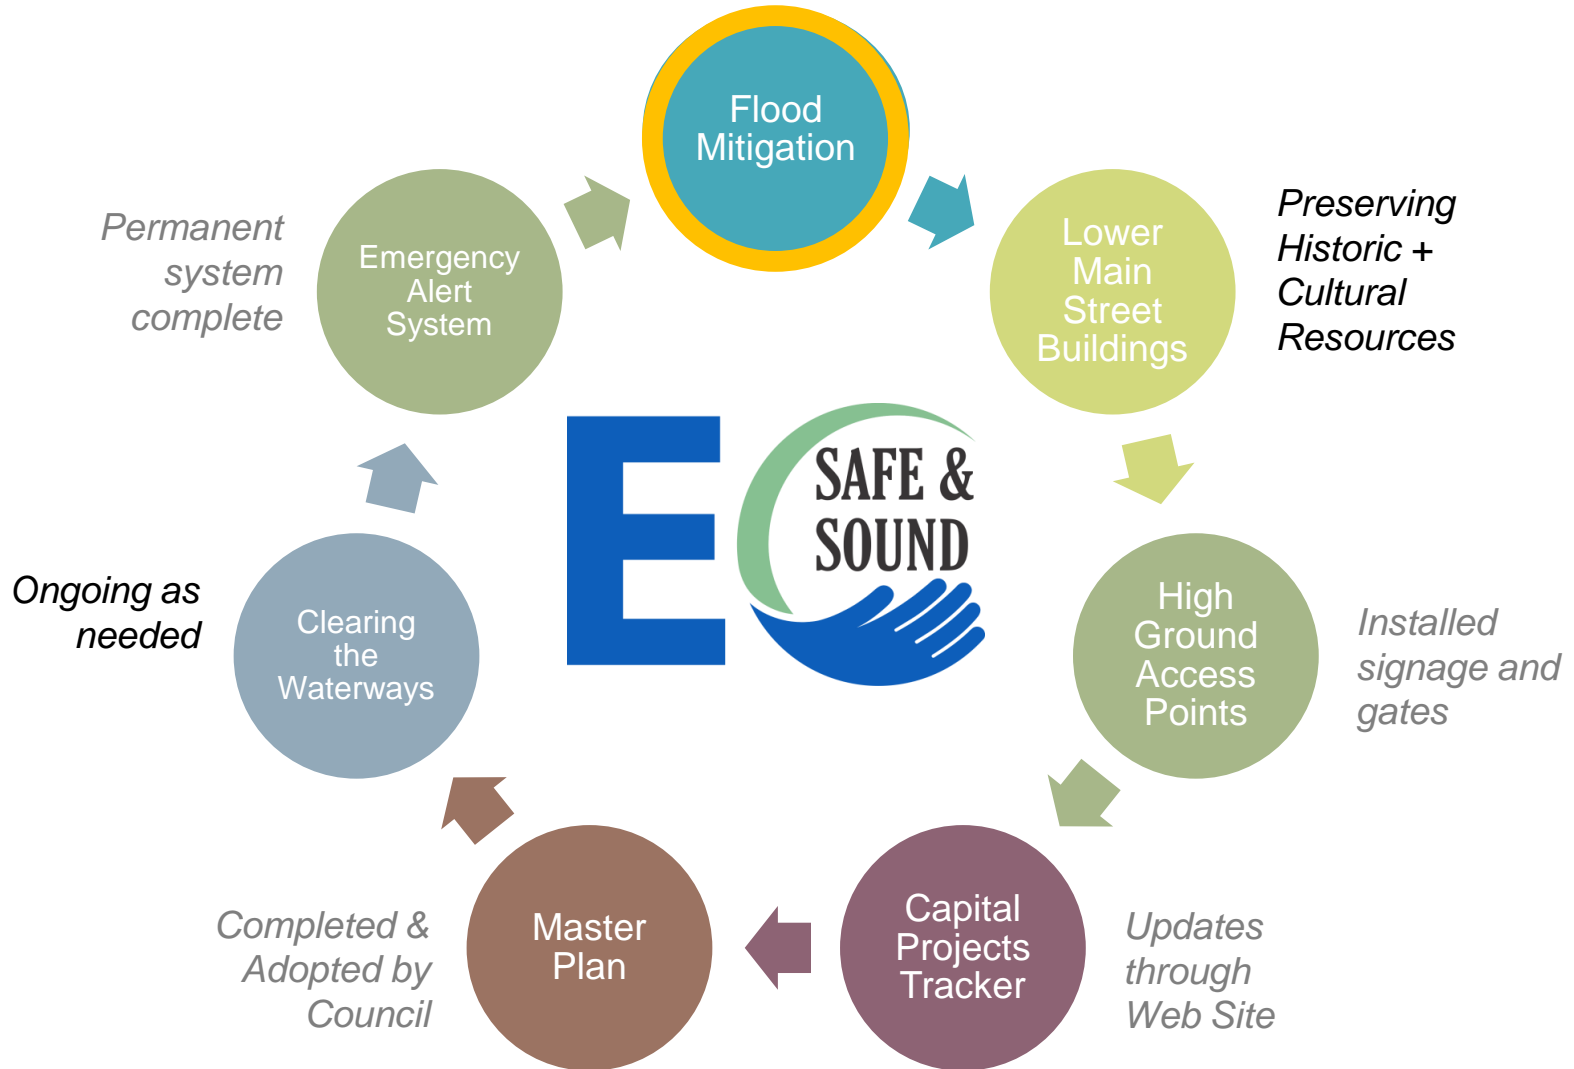 Flood
Mitigation
Lower
Main
Street
Buildings
Preserving
Historic +
Cultural
Resources
High
Ground
Access
Points
Installed
signage and
gates
Capital
Projects
Tracker
Updates
through
Web Site
Master
Plan
Completed &
Adopted by
Council
Clearing
the
Waterways
Ongoing as
needed
Emergency
Alert
System
Permanent
system
complete
EC
SAFE &
SOUND